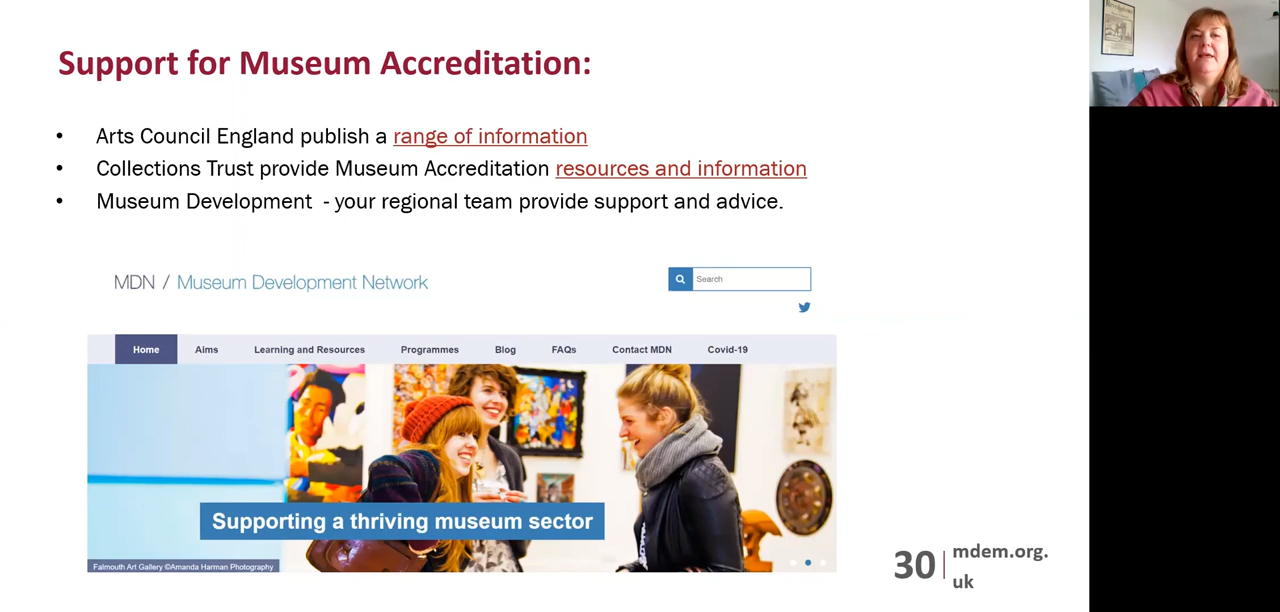 Support for Museum Accreditation:
• Arts Council England publish a range of information
• Collections Trust provide Museum Accreditation resources and information
• Museum Development - your regional team provide support and advice.
MDN / Museum Development Network
Search
Home Aims Learning and Resources Programmes Blog FAQs Contact MDN Covid-19
Supporting a thriving museum sector
Falmouth Art Gallery ©Amanda Harman Photography
30
mdem.org.
uk